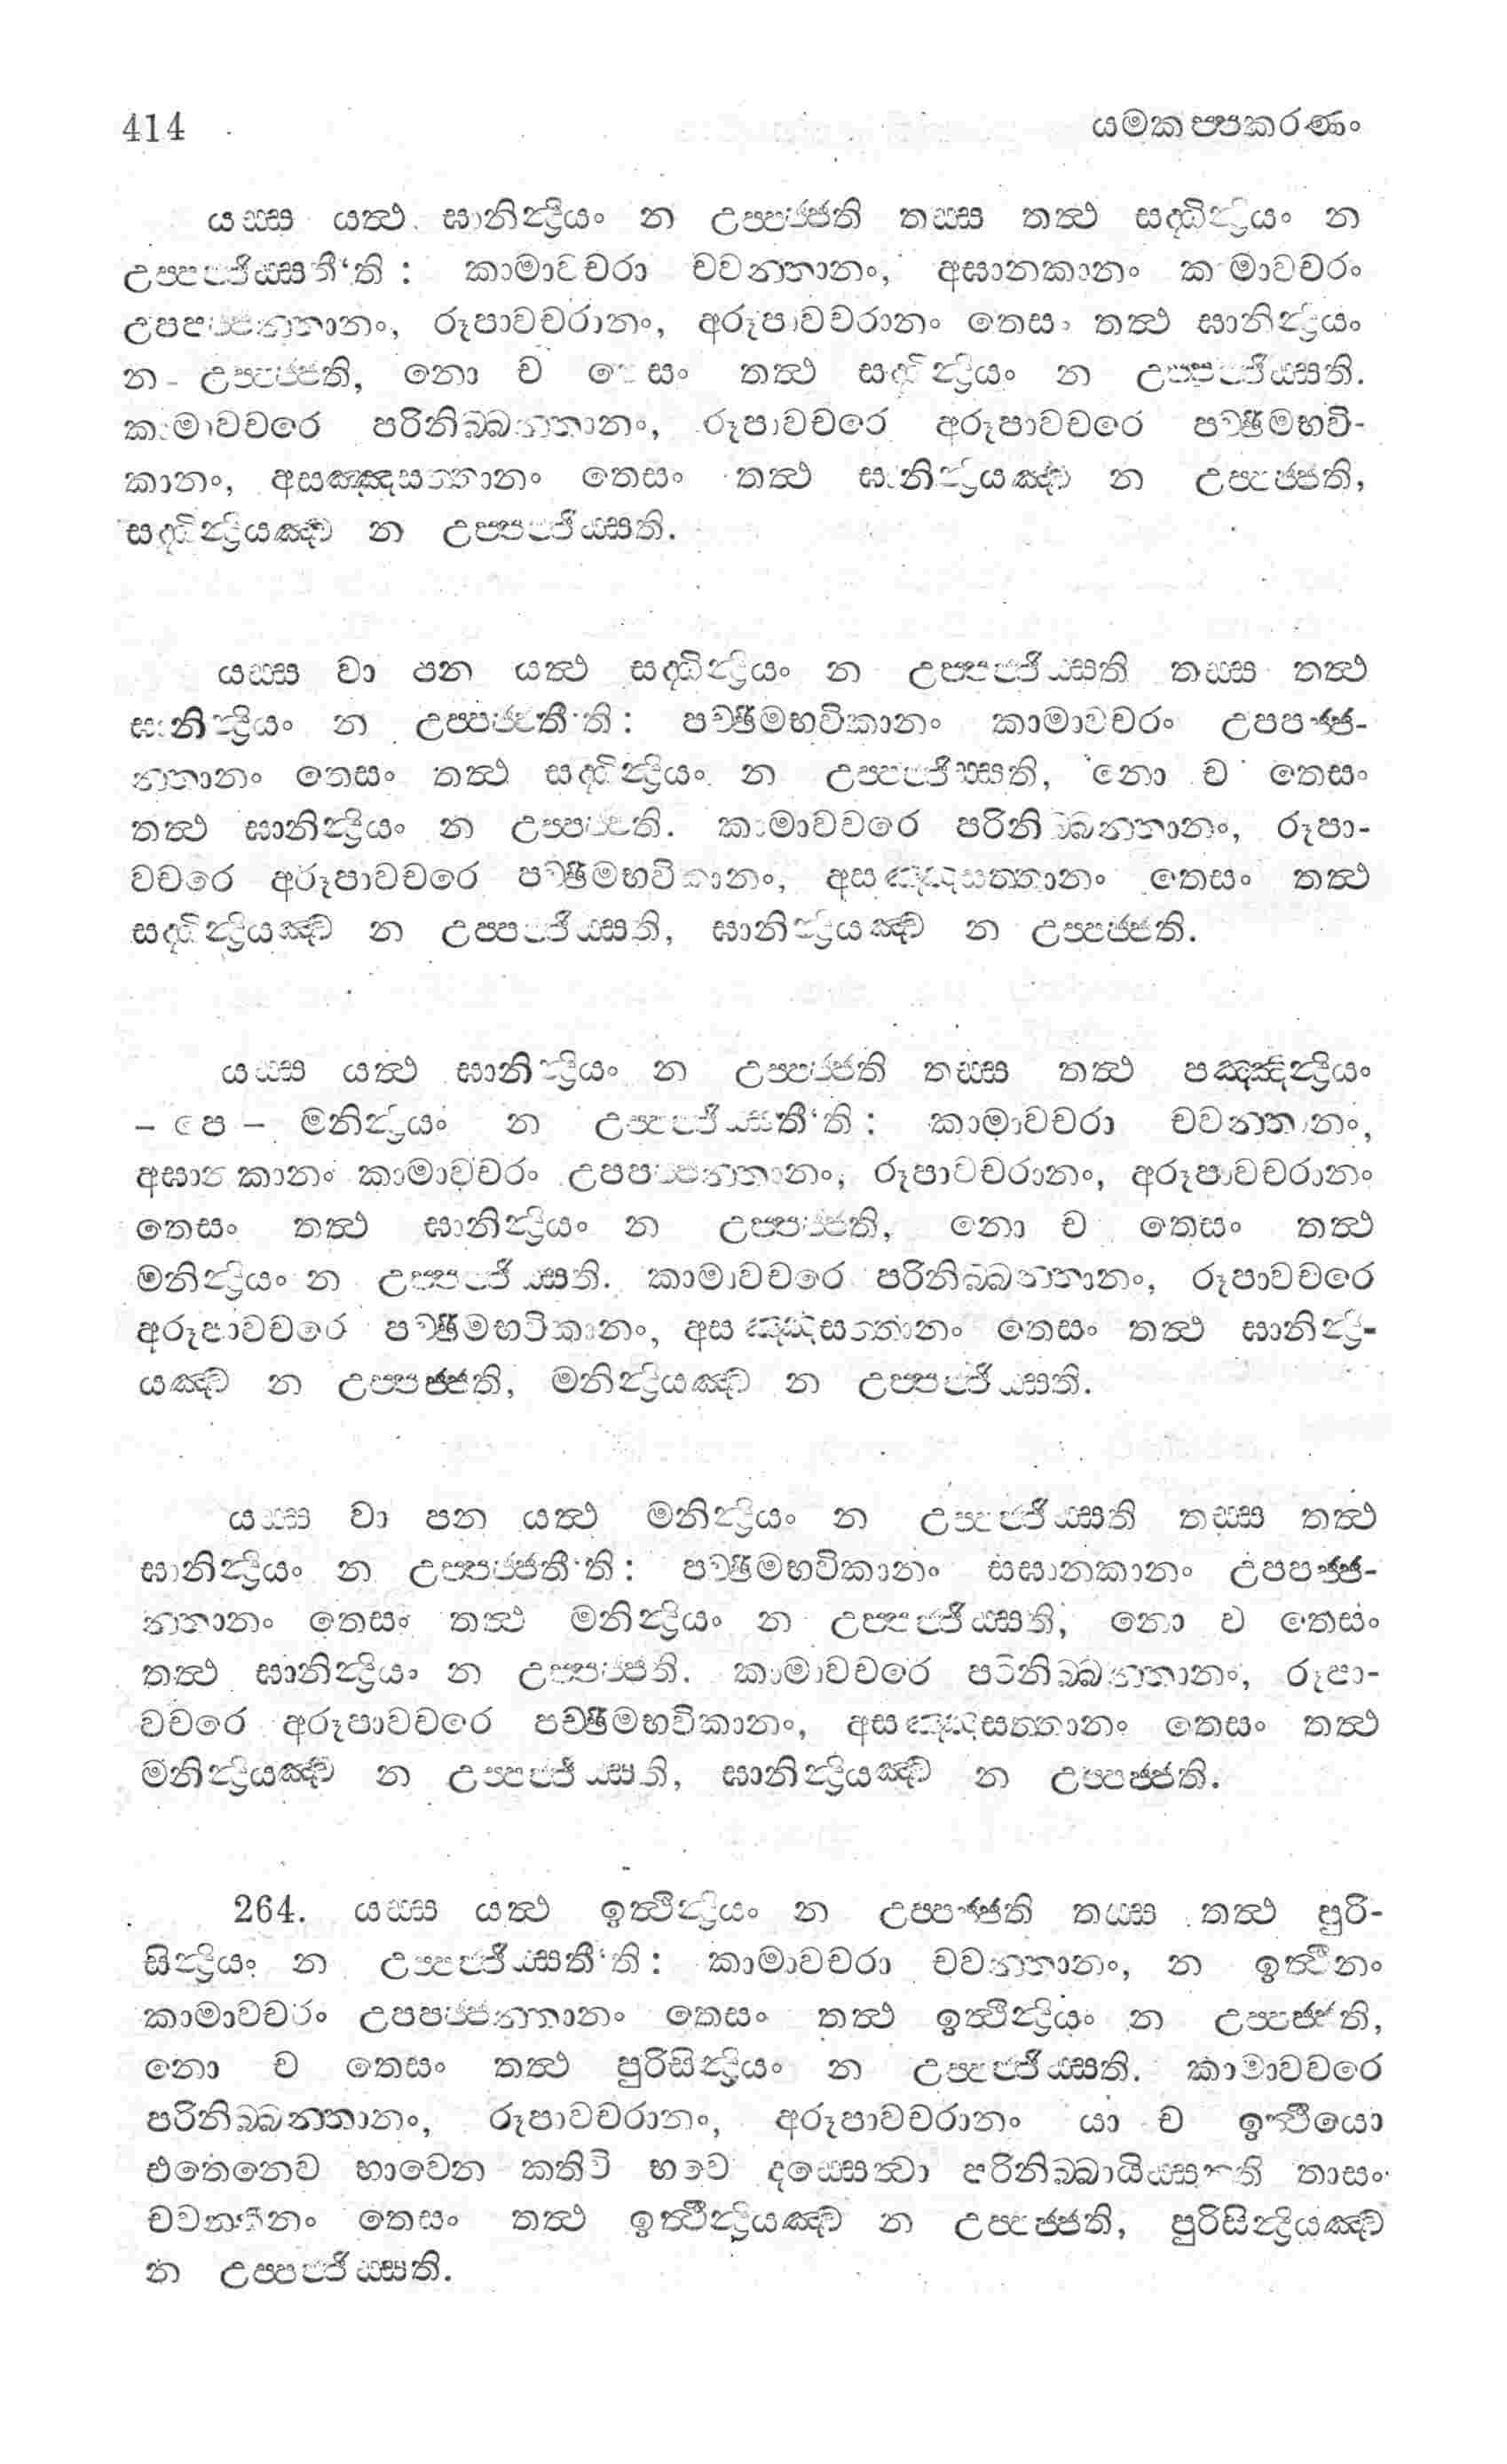 414 යමකප්පකරණං
යස්ස යත්ථ ඝානින්ද්‍රියං න උප්පජ්ජති තස්ස තත්ථ සද්ධින්ද්‍රියං න
උප්පජ්ජිස්සතී‘ති : කාමාවචරා චවන්තානං, අඝානකානං කාමාවචරං
උපපජ්ජන්තානං, රූපාවචරානං, අරූපාවචරානං තෙසං තත්ථ ඝානින්ද්‍රියං
න උප්පජ්ජති, නො ච තෙසං තත්ථ සද්ධින්ද්‍රියං න උප්පජ්ජිස්සති.
කාමාවචරෙ පරිනිබ්බන්තානං, රූපාවචරෙ අරූපාවචරෙ පච්ඡිමභවි-
කානං, අසඤ්ඤසත්තානං තෙසං තත්ථ ඝානින්ද්‍රියඤ්ච න උප්පජ්ජති,
සද්ධින්ද්‍රියඤ්ච න උප්පජ්ජිස්සති.
යස්ස වා පන යත්ථ සද්ධින්ද්‍රියං න උප්පජ්ජිස්සති තස්ස තත්ථ
ඝානින්ද්‍රියං න උප්පජ්ජතී‘ති : පච්ඡිමභවිකානං කාමාවචරං උපපජ්ජ-
න්තානං තෙසං තත්ථ සද්ධින්ද්‍රියං න උප්පජ්ජිස්සති, නො ච තෙසං
තත්ථ ඝානින්ද්‍රියං න උප්පජ්ජති. කාමාවචරෙ පරිනිබ්බන්තානං, රූපා-
වචරෙ අරූපාවචරෙ පච්ඡිමභවිකානං, අසඤ්ඤසත්තානං තෙසං තත්ථ
සද්ධින්ද්‍රියඤ්ච න උප්පජ්ජිස්සති, ඝානින්ද්‍රියඤ්ච න උප්පජ්ජති.
යස්ස යත්ථ ඝානින්ද්‍රියං න උප්පජ්ජති තස්ස තත්ථ පඤ්ඤින්ද්‍රියං
– පෙ – මනින්ද්‍රියං න උප්පජ්ජිස්සතී‘ති : කාමාවචරා චවන්තානං,
අඝානකානං කාමාවචරං උපපජ්ජන්තානං, රූපාවචරානං, අරූපාවචරානං
තෙසං තත්ථ ඝානින්ද්‍රියං න උප්පජ්ජති, නො ච තෙසං තත්ථ
මනින්ද්‍රියං න උප්පජ්ජිස්සති. කාමාවචරෙ පරිනිබ්බන්තානං, රූපාවචරෙ
අරූපාවචරෙ පච්ඡිමභවිකානං, අසඤ්ඤසත්තානං තෙසං තත්ථ ඝානින්ද්‍රි-
යඤ්ච න උප්පජ්ජති, මනින්ද්‍රියඤ්ච න උප්පජ්ජිස්සති.
යස්ස වා පන යත්ථ මනින්ද්‍රියං න උප්පජ්ජිස්සති තස්ස තත්ථ
ඝානින්ද්‍රියං න උප්පජ්ජතී‘ති : පච්ඡිමභවිකානං සඝානකානං උපපජ්ජ-
න්තානං තෙසං තත්ථ මනින්ද්‍රියං න උප්පජ්ජිස්සති, නො ච තෙසං
තත්ථ ඝානින්ද්‍රියං න උප්පජ්ජති. කාමාවචරෙ පරිනිබ්බන්තානං, රූපා-
වචරෙ අරූපාවචරෙ පච්ඡිමභවිකානං, අසඤ්ඤසත්තානං තෙසං තත්ථ
මනින්ද්‍රියඤ්ච න උප්පජ්ජිස්සති, ඝානින්ද්‍රියඤ්ච න උප්පජ්ජති.
264. යස්ස යත්ථ ඉත්ථින්ද්‍රියං න උප්පජ්ජති තස්ස තත්ථ පුරි-
සින්ද්‍රියං න උප්පජ්ජිස්සතී‘ති : කාමාවචරා චවන්තානං, න ඉත්ථීනං
කාමාවචරං උපපජ්ජන්තානං තෙසං තත්ථ ඉත්ථින්ද්‍රියං න උප්පජ්ජති,
නො ච තෙසං තත්ථ පුරිසින්ද්‍රියං න උප්පජ්ජිස්සති. කාමාවචරෙ
පරිනිබ්බන්තානං, රූපාවචරානං, අරූපාවචරානං යා ච ඉත්ථියො
එතෙනෙව භාවෙන කතිචි භවෙ දස්සෙත්වා පරිනිබ්බායිස්සන්ති තාසං
චවන්තීනං තෙසං තත්ථ ඉත්ථින්ද්‍රියඤ්ච න උප්පජ්ජති, පුරිසින්ද්‍රියඤ්ච
න උප්පජ්ජිස්සති.